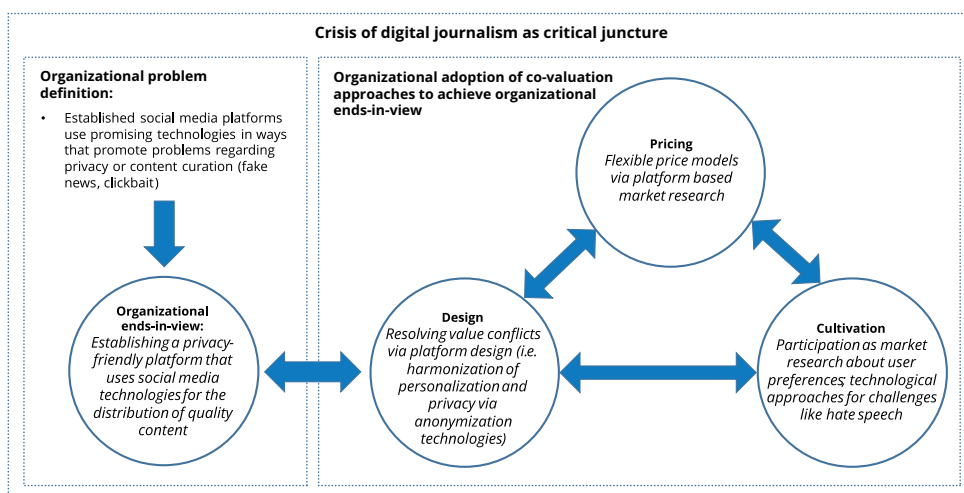 Crisis of digital journalism as critical juncture
Organizational problem
definition:
• Established social media platforms
use promising technologies in ways
that promote problems regarding
privacy or content curation (fake
news, clickbait)
Organizational
ends-in-view:
Establishing a privacy-
friendly platform that
uses social media
technologies for the
distribution of quality
content
Organizational adoption of co-valuation
approaches to achieve organizational
ends-in-view
Pricing
Flexible price models
via platform based
market research
Design
Resolving value conflicts
via platform design (i.e.
harmonization of
personalization and
privacy via
anonymization
technologies)
Cultivation
Participation as market
research about user
preferences; technological
approaches for challenges
like hate speech